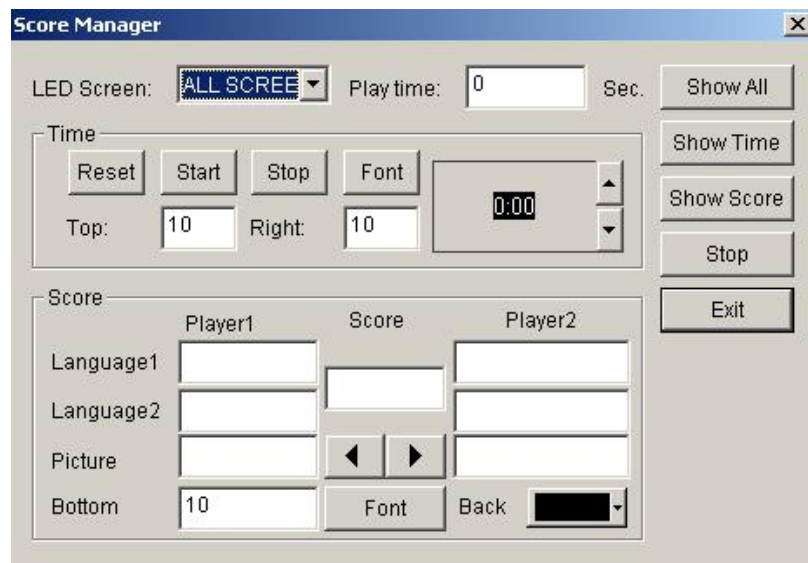 Score Manager
LED Screen: ALL SCREE Play time: 0 Sec. Show All
Time Show Time
Reset Start Stop Font
0:00 Show Score
Top: 10 Right: 10
Stop
Score Exit
Player1 Score Player2
Language1
Language2
Picture
Bottom 10 Font Back